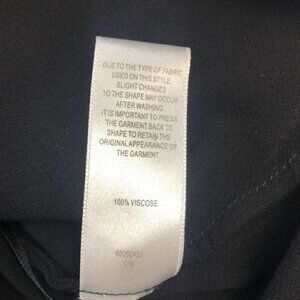 DUE TO THE TYPE OF FABRIC
USED ON THIS STYLE,
SLIGHT CHANGES
TO THE SHAPE MAY OCCUR
AFTER WASHING.
IT IS IMPORTANT TO PRESS
THE GARMENT BACK TO
SHAPE TO RETAIN THE
ORIGINAL APPEARANCE OF
THE GARMENT.
100% VISCOSE